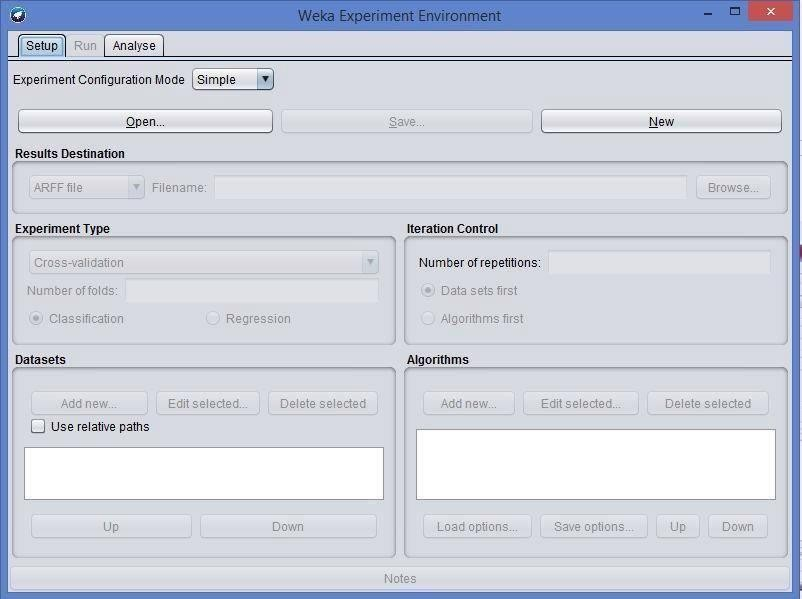 Weka Experiment Environment
Setup Run Analyse
Experiment Configuration Mode Simple
Open... Save... New
Results Destination
ARFF file Filename: Browse...
Experiment Type
Cross-validation
Number of folds:
Classification Regression
Iteration Control
Number of repetitions:
Data sets first
Algorithms first
Datasets
Add new... Edit selected... Delete selected
Use relative paths
Up Down
Algorithms
Add new... Edit selected... Delete selected
Load options... Save options... Up Down
Notes